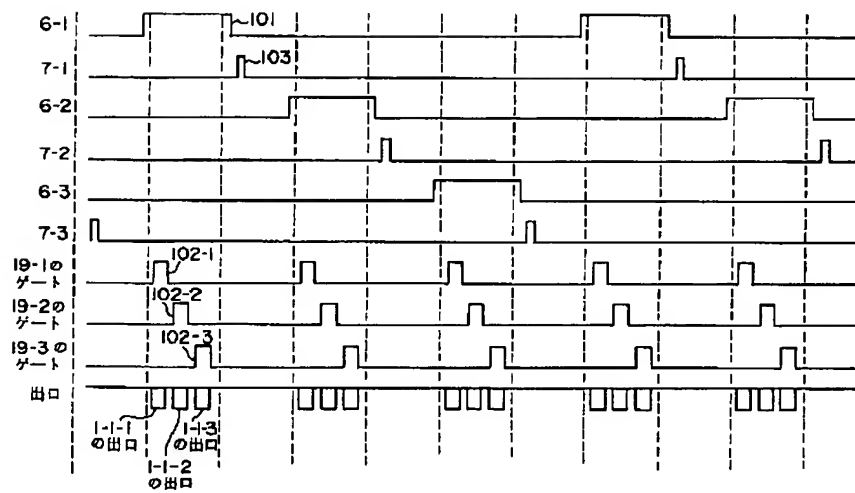 6-1
101
7-1
103
6-2
7-2
6-3
7-3
19-1の
ゲート
102-1
19-2の
ゲート
102-2
19-3の
ゲート
102-3
出口
1-1-1
の出口
1-1-2
の出口
1-1-3
の出口